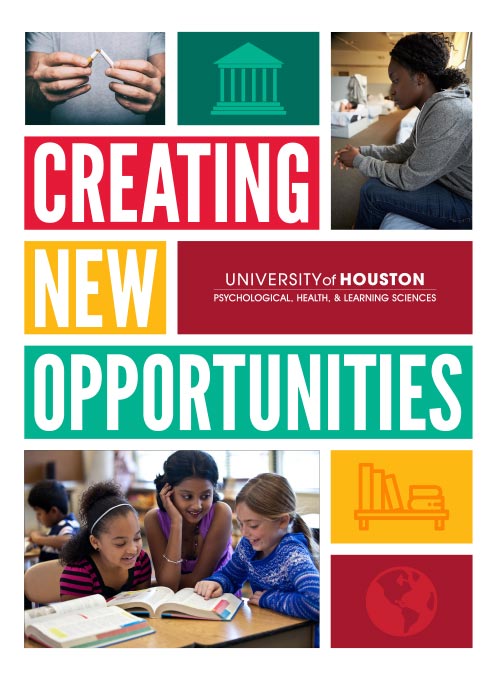 CREATING
NEW
UNIVERSITY of HOUSTON
PSYCHOLOGICAL, HEALTH, & LEARNING SCIENCES
OPPORTUNITIES